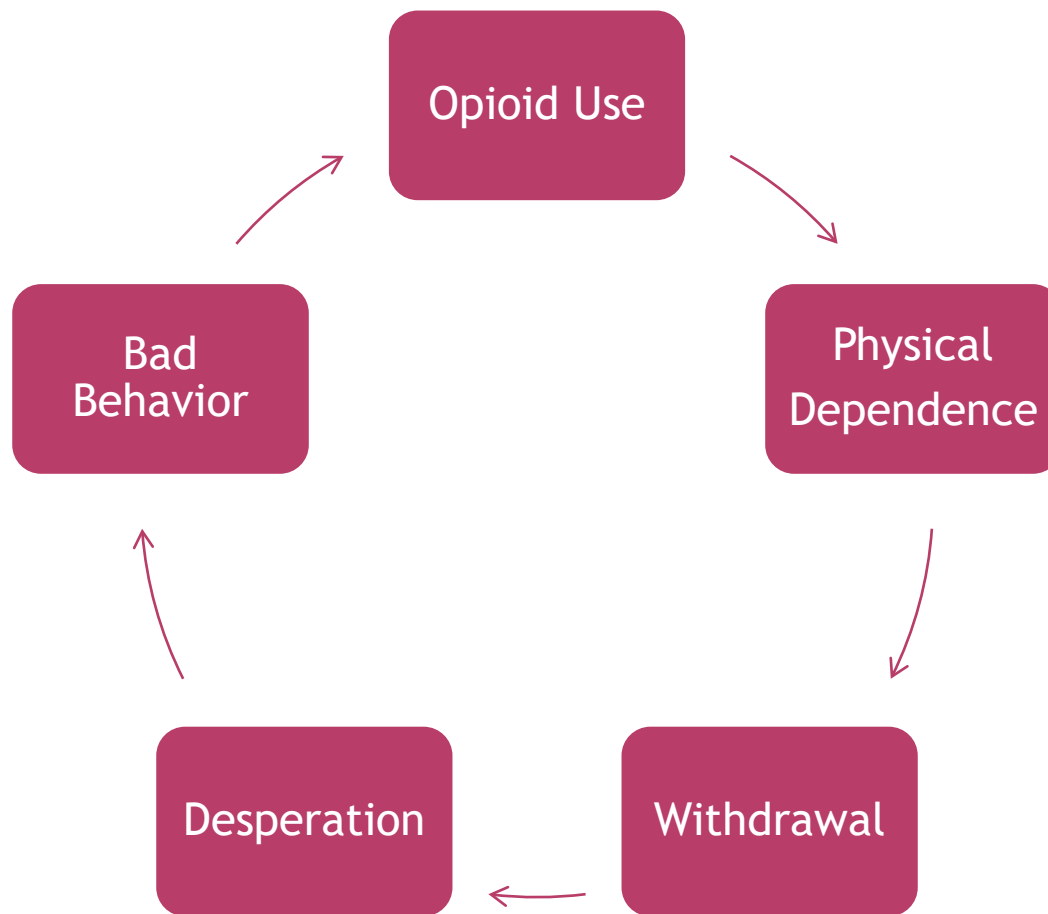 Opioid Use
Physical
Dependence
Withdrawal
Desperation
Bad
Behavior